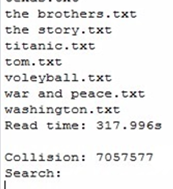 the brothers.txt
the story.txt
titanic.txt
tom.txt
voleyball.txt
war and peace.txt
washington.txt
Read time: 317.996s
Collision: 7057577
Search: